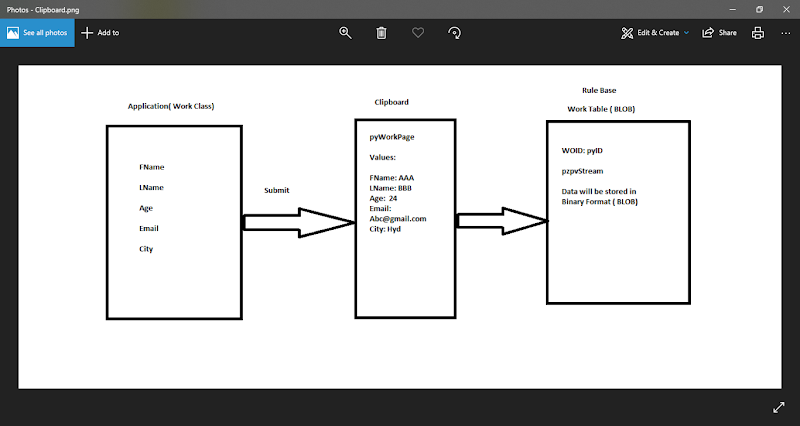 Photos - Clipboard.png
See all photos
Add to
Edit & Create
Share
Application( Work Class)
FName
LName
Age
Email
City
Submit
Clipboard
pyWorkPage
Values:
FName: AAA
LName: BBB
Age: 24
Email:
Abc@gmail.com
City: Hyd
Rule Base
Work Table ( BLOB)
WOID: pyID
pzpvStream
Data will be stored in
Binary Format ( BLOB)